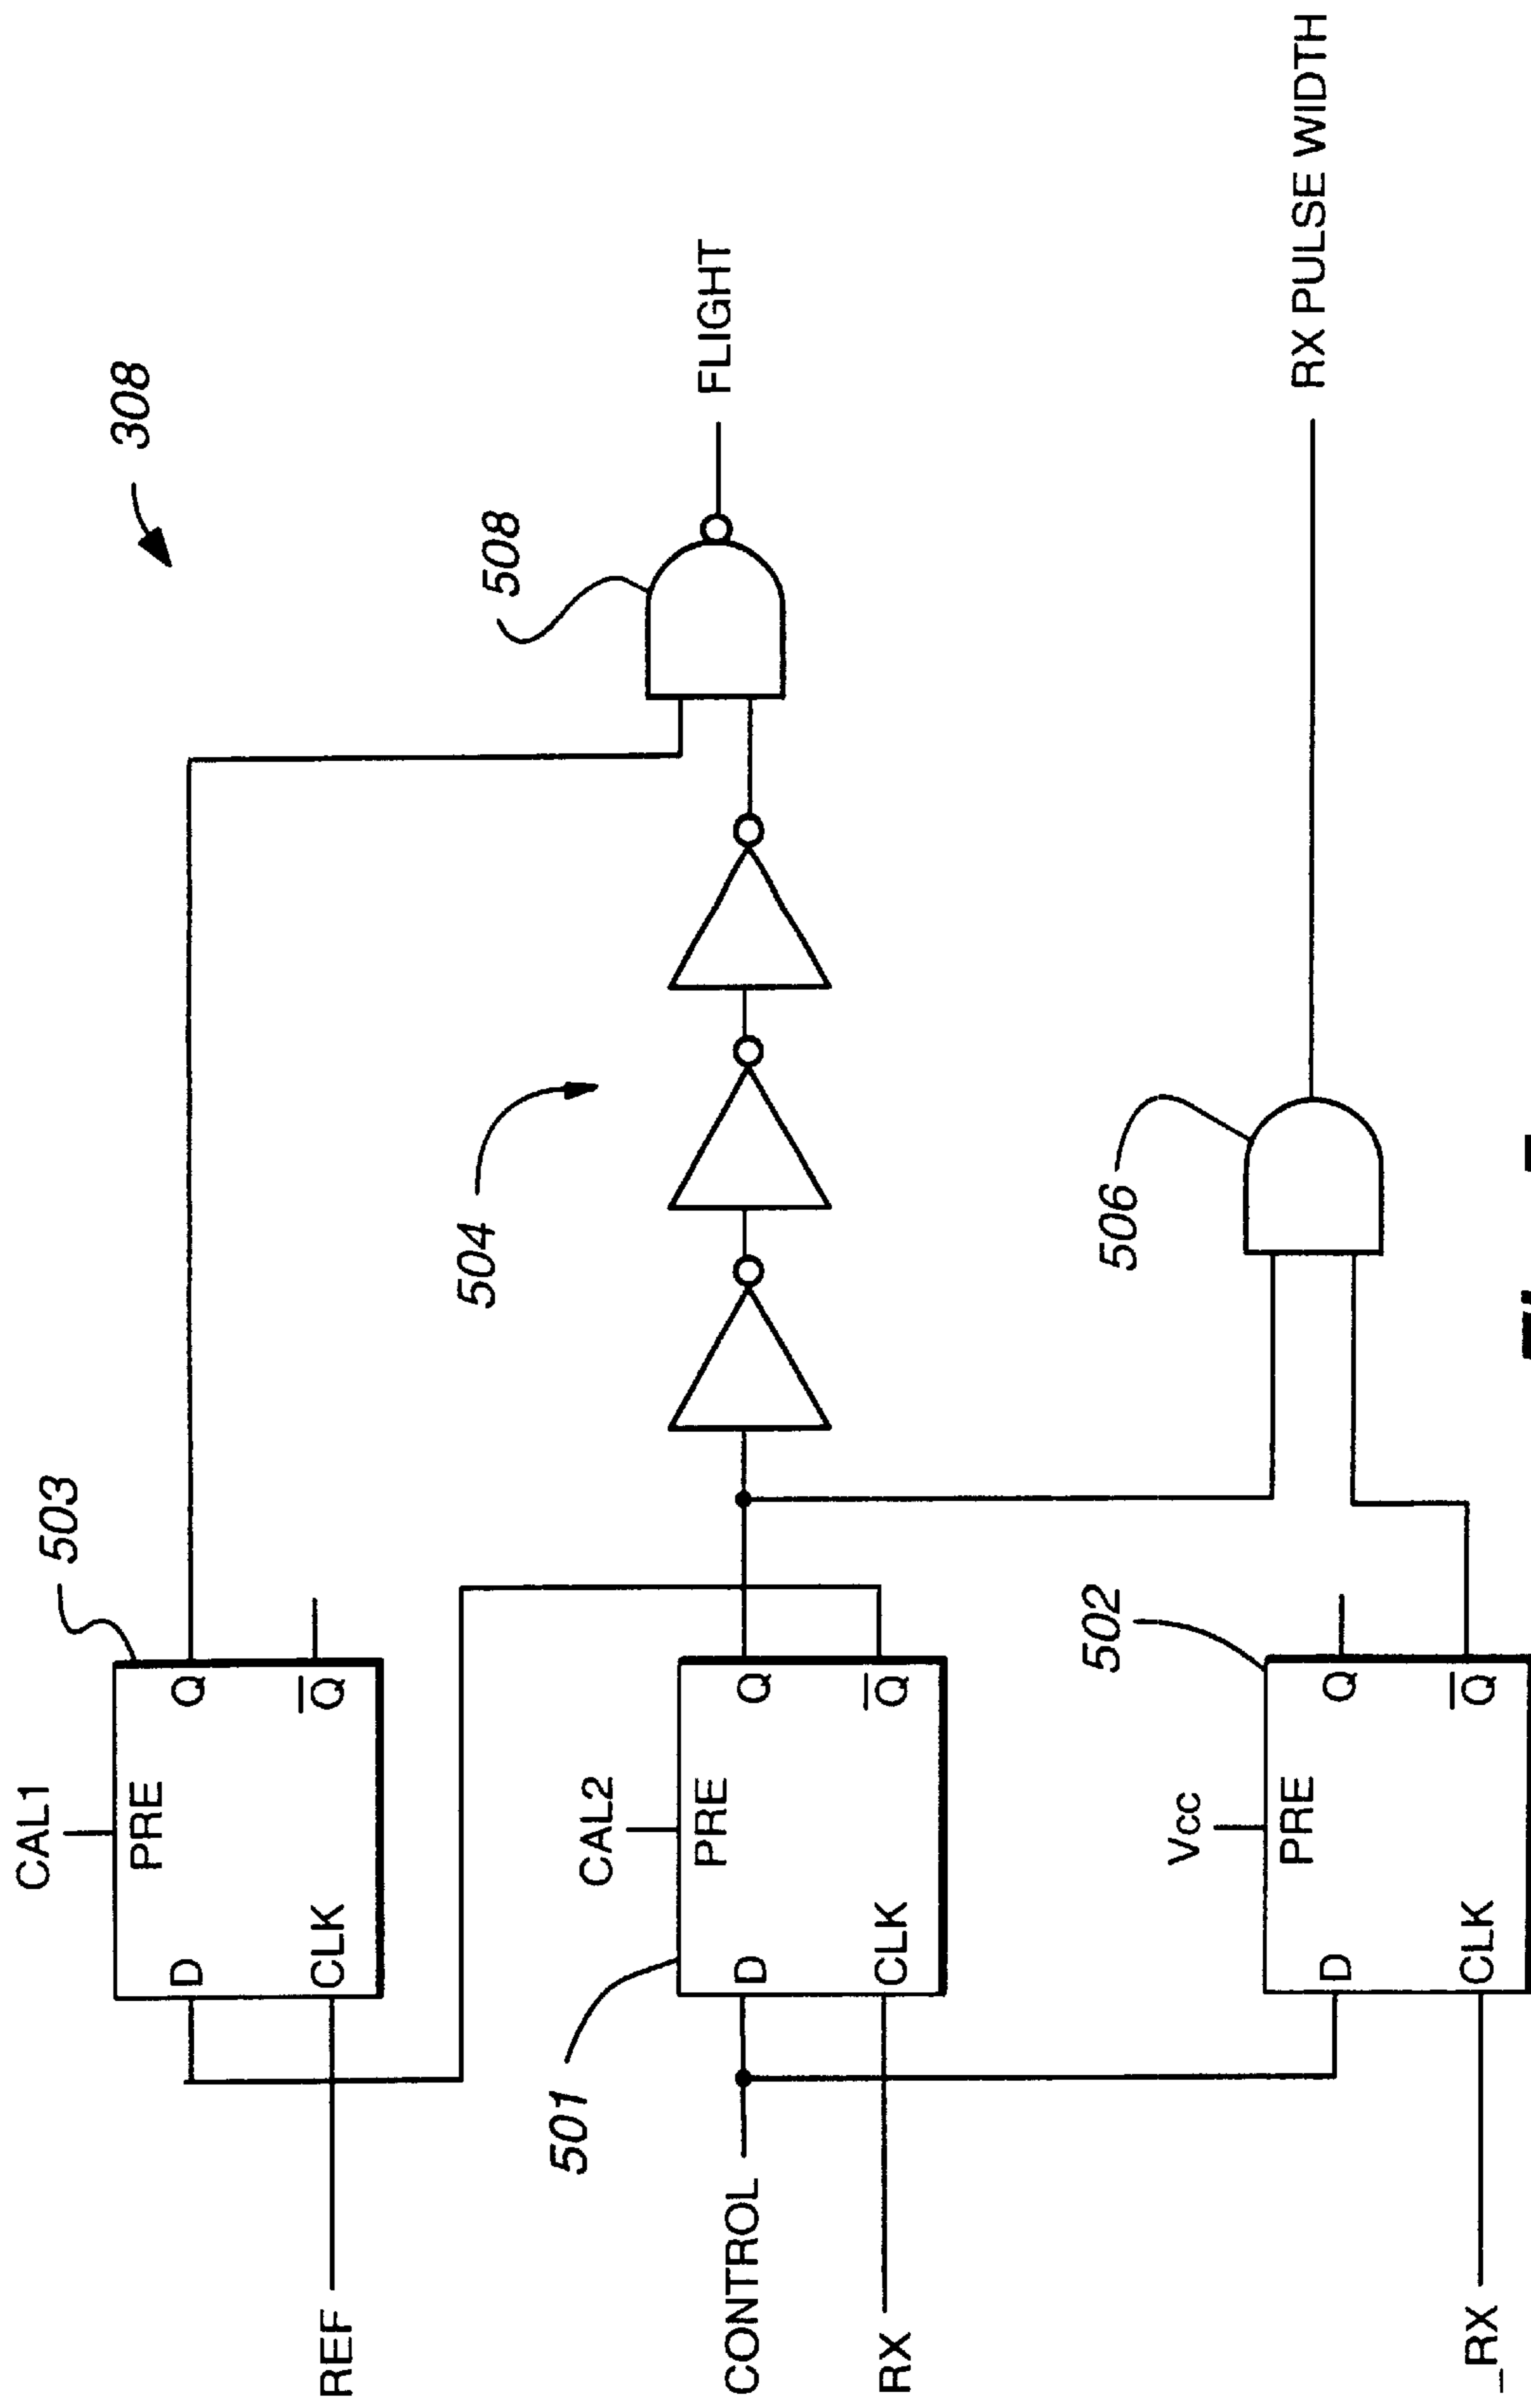 308
CAL1
503
PRE
D
Q
CLK
Q
REF
FLIGHT
508
504
CAL2
501
PRE
D
Q
CLK
Q
CONTROL
RX
RX PULSE WIDTH
506
502
Vcc
PRE
D
Q
CLK
Q
_RX